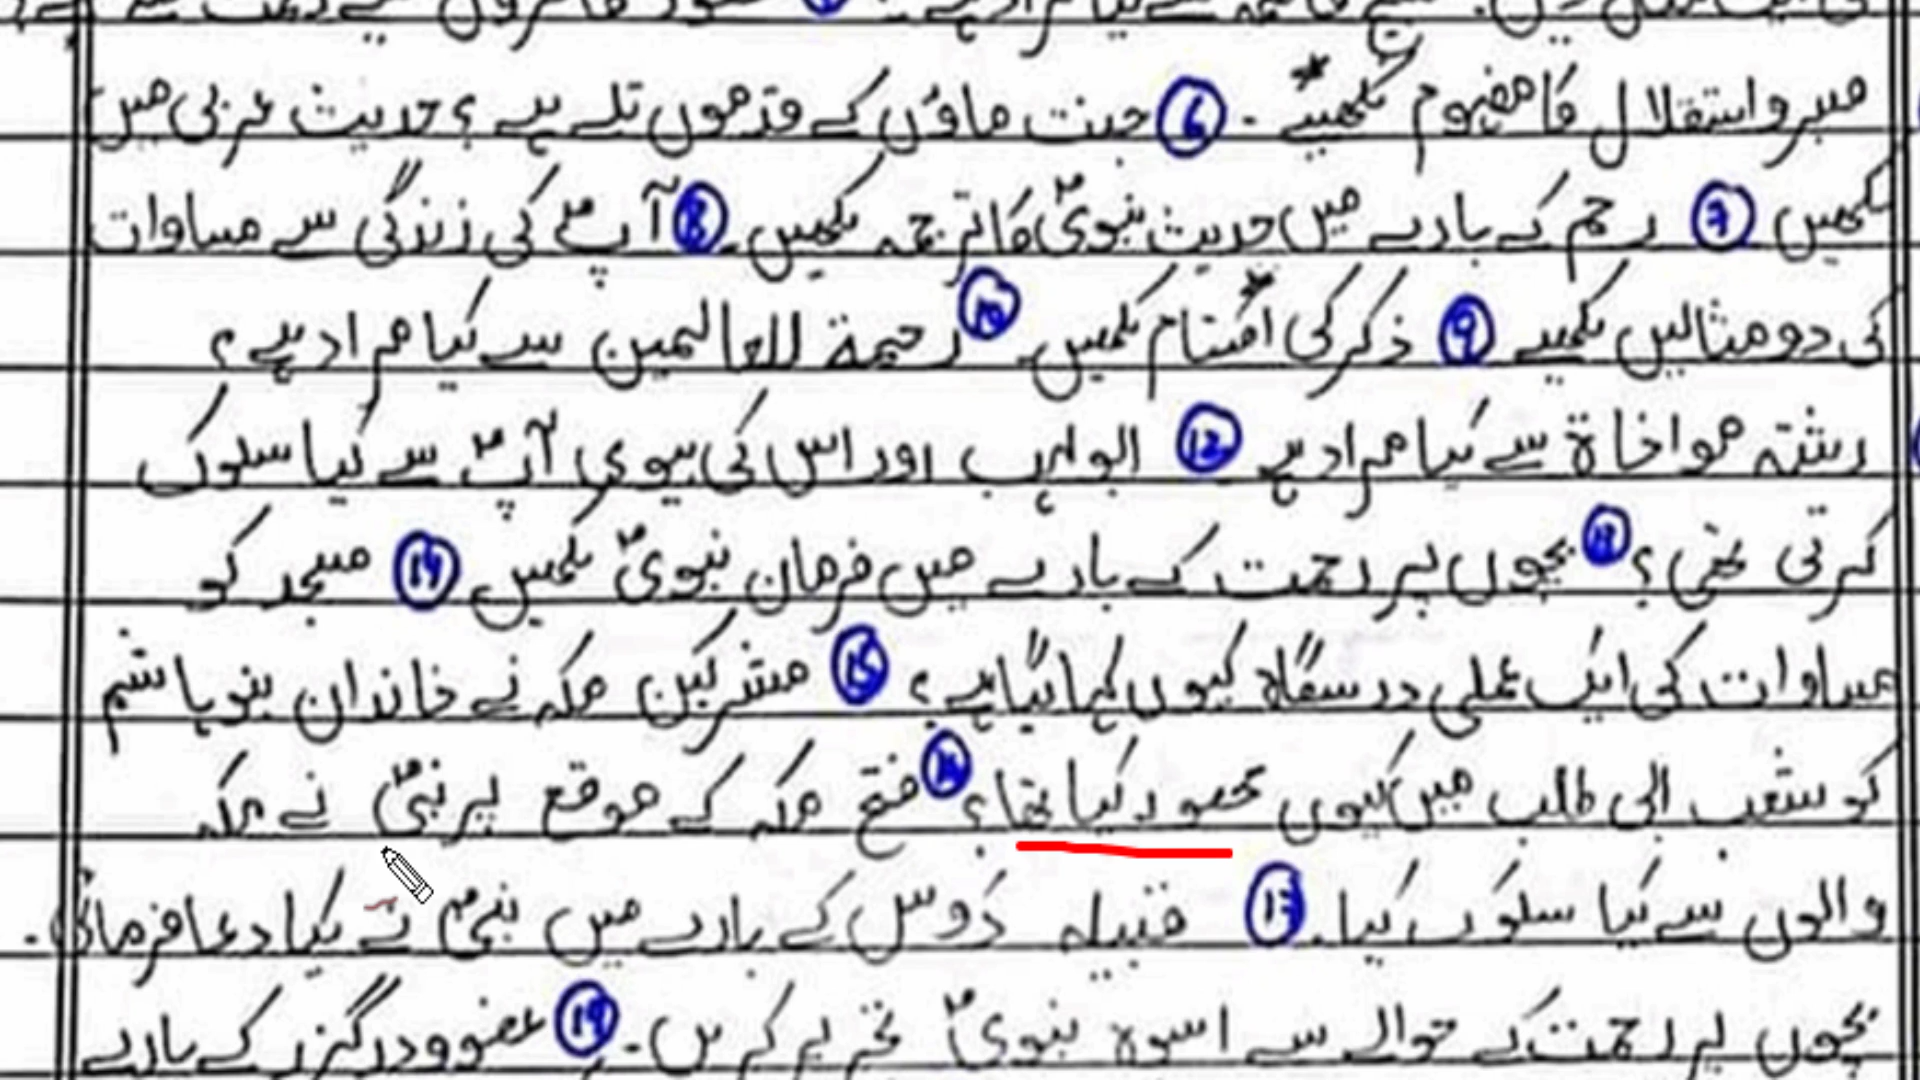 صبر و استقلال کا مفہوم لکھیئے ۔ 6 جنت ماؤں کے قدموں تلے ہے ؟ حدیث عربی میں
لکھیں 7 رحم کے بارے میں حدیث نبویؐ کا ترجمہ لکھیں۔ 8 آپؐ کی زندگی سے مساوات
کی دو مثالیں لکھیے 9 ذکر کی اقسام لکھیں۔ 10 رحمۃ للعالمین سے کیا مراد ہے ؟
رشتہ مواخاۃ سے کیا مراد ہے 12 ابولہب اور اس کی بیوی آپؐ سے کیا سلوک
کرتی تھی ؟ 13 بچوں پر رحمت کے بارے میں فرمان نبویؐ لکھیں 14 مسجد کو
مساوات کی ایک عملی درسگاہ کیوں کہا گیا ہے ؟ 15 مشرکین مکہ نے خاندان بنو ہاشم
کو شعب ابی طالب میں کیوں محصور کیا تھا ؟ 16 فتح مکہ کے موقع پر نبیؐ نے مکہ
والوں سے کیا سلوک کیا۔ 17 قبیلہ دَوس کے بارے میں نبیؐ نے کیا دعا فرمائی ۔
بچوں پر رحمت کے حوالے سے اسوہ نبویؐ تحریر کریں ۔ 19 عفو و درگزر کے بارے